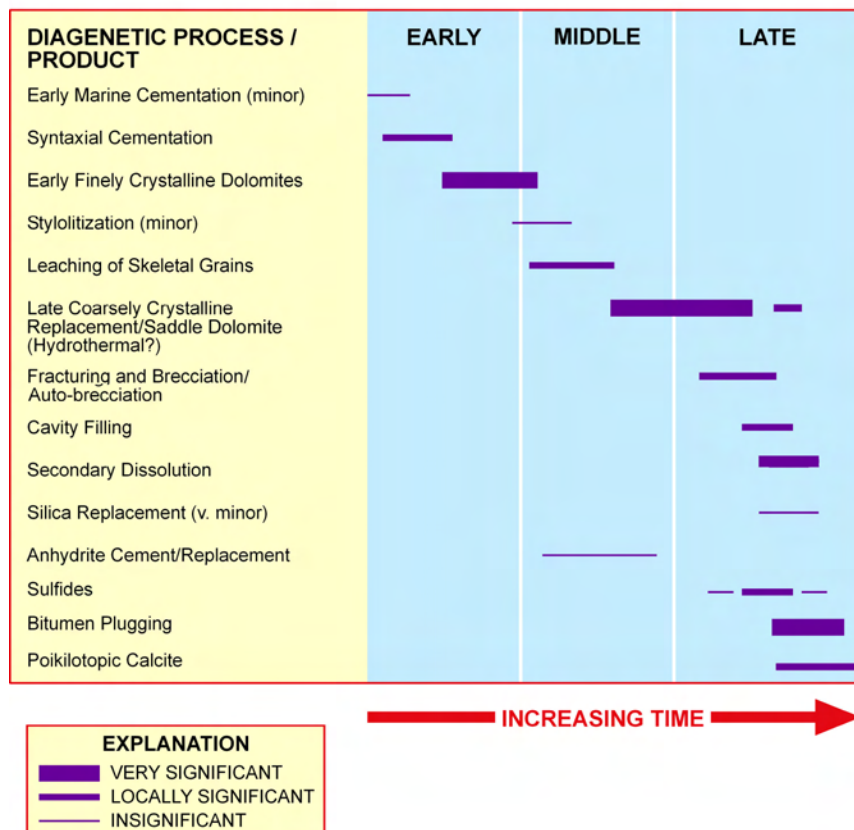 DIAGENETIC PROCESS /
PRODUCT
EARLY
MIDDLE
LATE
Early Marine Cementation (minor)
Syntaxial Cementation
Early Finely Crystalline Dolomites
Stylolitization (minor)
Leaching of Skeletal Grains
Late Coarsely Crystalline
Replacement/Saddle Dolomite
(Hydrothermal?)
Fracturing and Brecciation/
Auto-brecciation
Cavity Filling
Secondary Dissolution
Silica Replacement (v. minor)
Anhydrite Cement/Replacement
Sulfides
Bitumen Plugging
Poikilotopic Calcite
INCREASING TIME
EXPLANATION
VERY SIGNIFICANT
LOCALLY SIGNIFICANT
INSIGNIFICANT